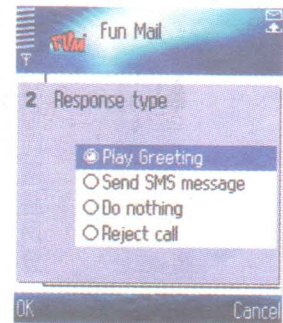 Fun Mail
2 Response type
Play Greeting
Send SMS message
Do nothing
Reject call
OK Cancel